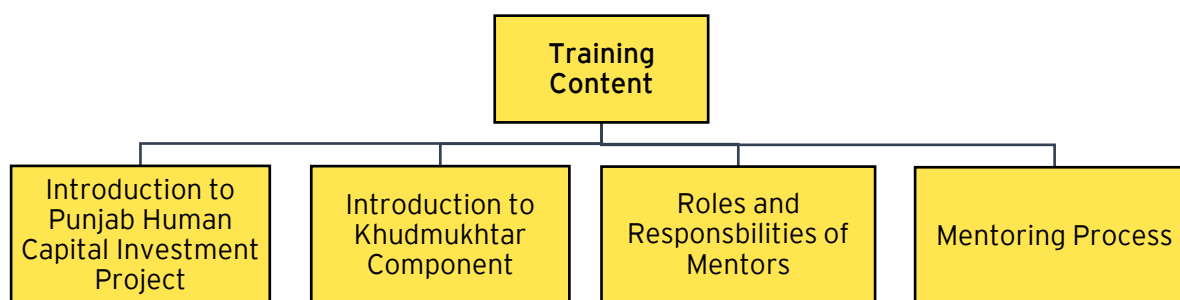 Training
Content
Introduction to
Punjab Human
Capital Investment
Project
Introduction to
Khudmukhtar
Component
Roles and
Responsbilities of
Mentors
Mentoring Process